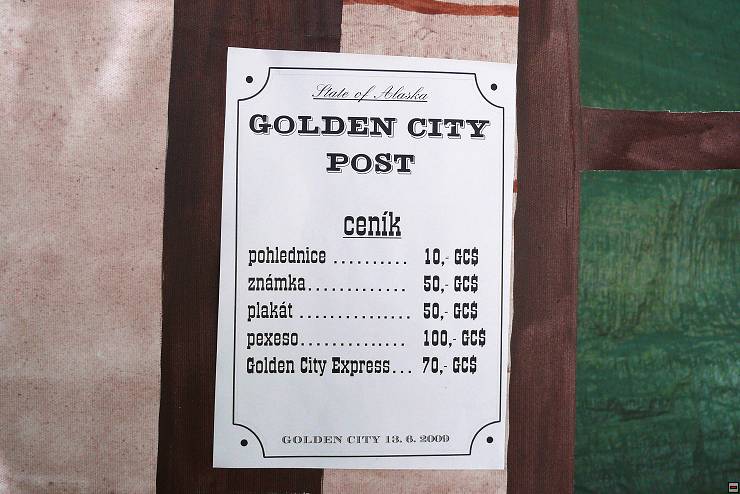 State of Alaska
GOLDEN CITY
POST
ceník
pohlednice .......... 10,- GC$
známka............. 50,- GC$
plakát .............. 50,- GC$
pexeso.............. 100,- GC$
Golden City Express... 70,- GC$
GOLDEN CITY 13. 6. 2009